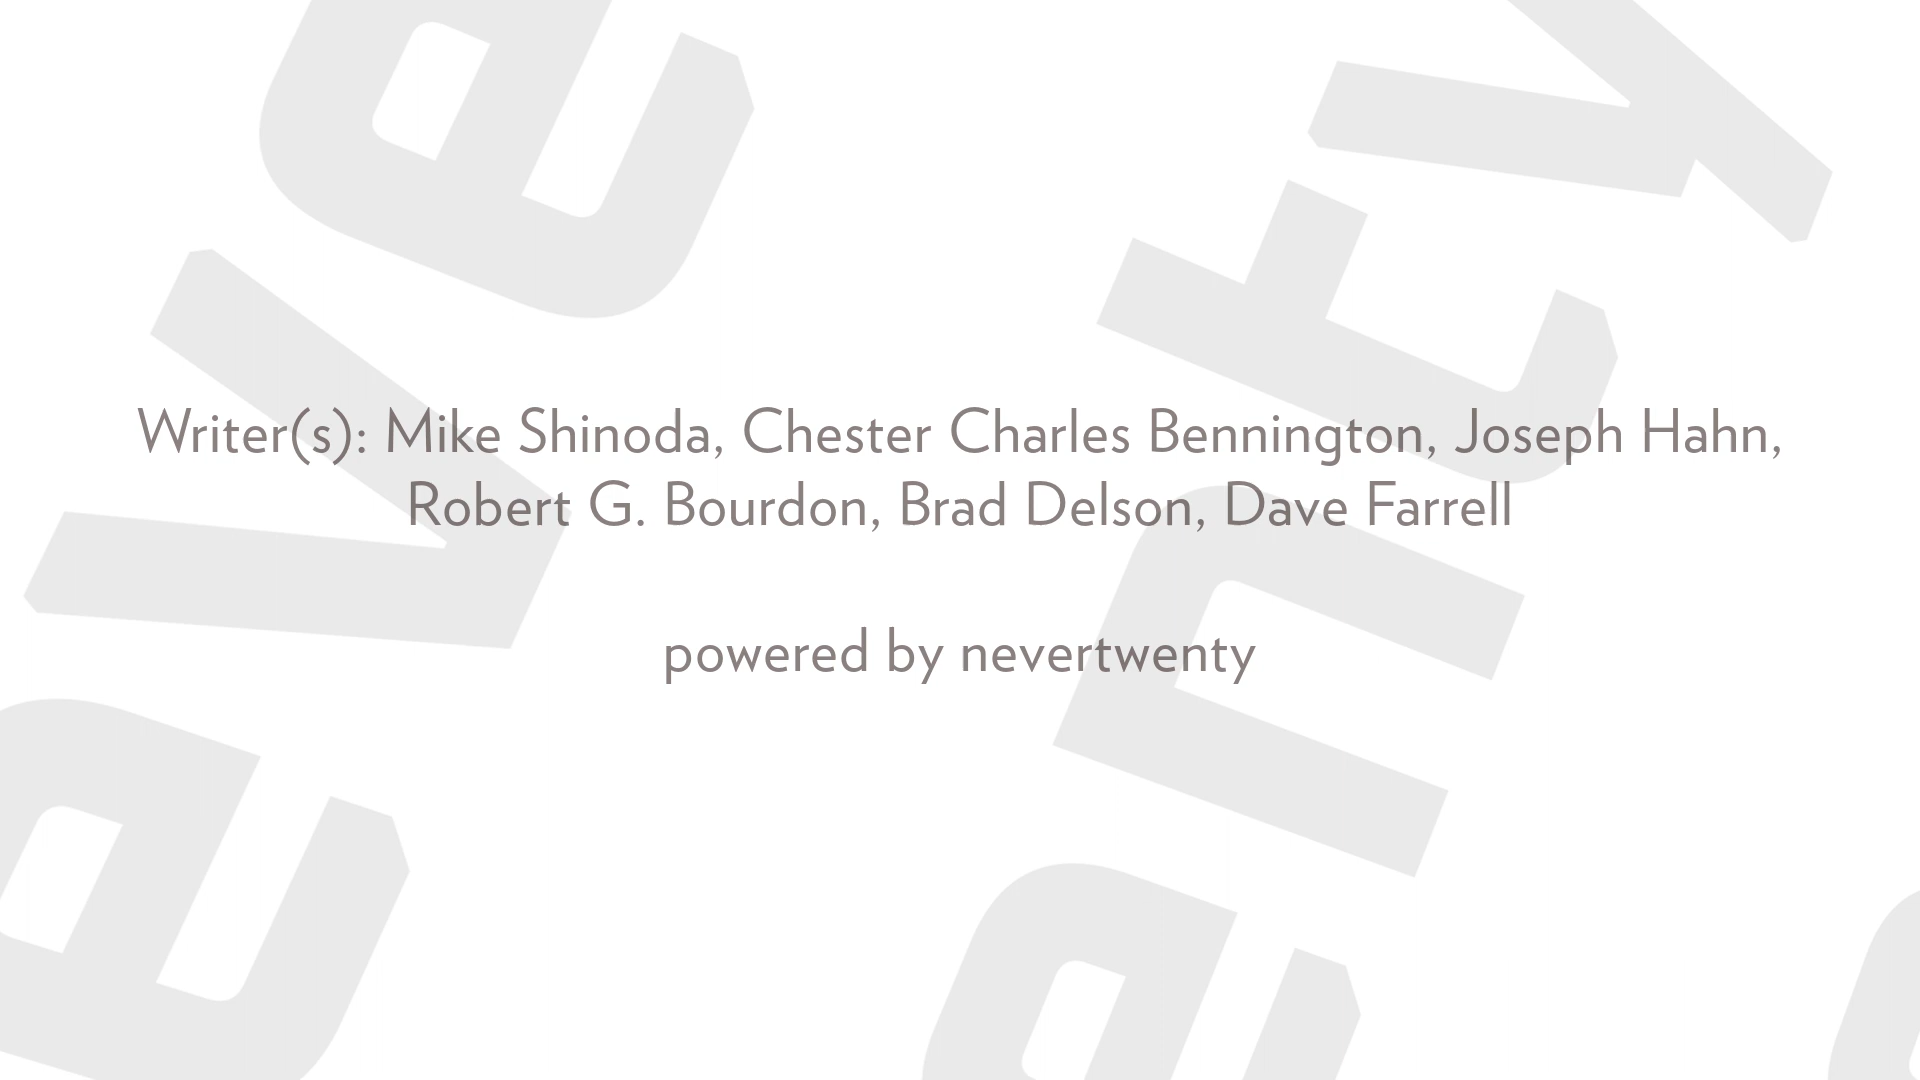 Writer(s): Mike Shinoda, Chester Charles Bennington, Joseph Hahn,
Robert G. Bourdon, Brad Delson, Dave Farrell
powered by nevertwenty